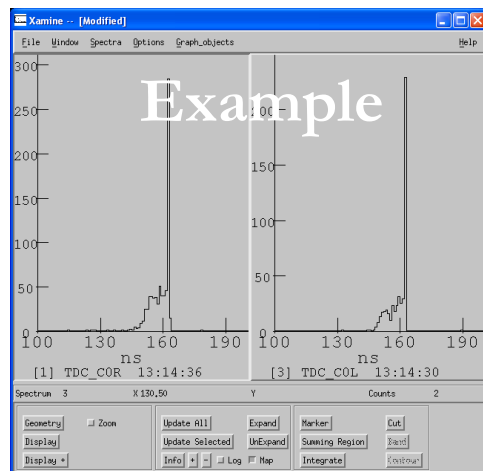 Xamine -- [Modified]
File Window Spectra Options Graph_objects Help
Example
300
250
200
150
100
50
0
100 130 160 190
ns
[1] TDC_COR 13:14:36
250
200
150
100
50
0
100 130 160 190
ns
[3] TDC_COL 13:14:30
Spectrum 3 X 130,50 Y Counts 2
Geometry Zoom
Display
Display +
Update All Expand
Update Selected UnExpand
Info + - Log Map
Marker Cut
Summing Region Band
Integrate Contour